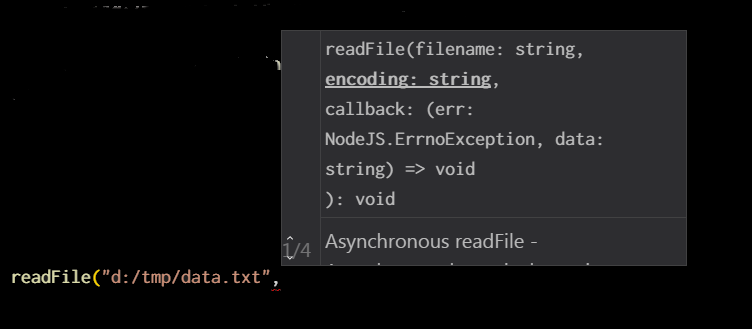 readFile(filename: string,
encoding: string,
callback: (err:
NodeJS.ErrnoException, data:
string) => void
): void
1/4 Asynchronous readFile -
readFile("d:/tmp/data.txt",